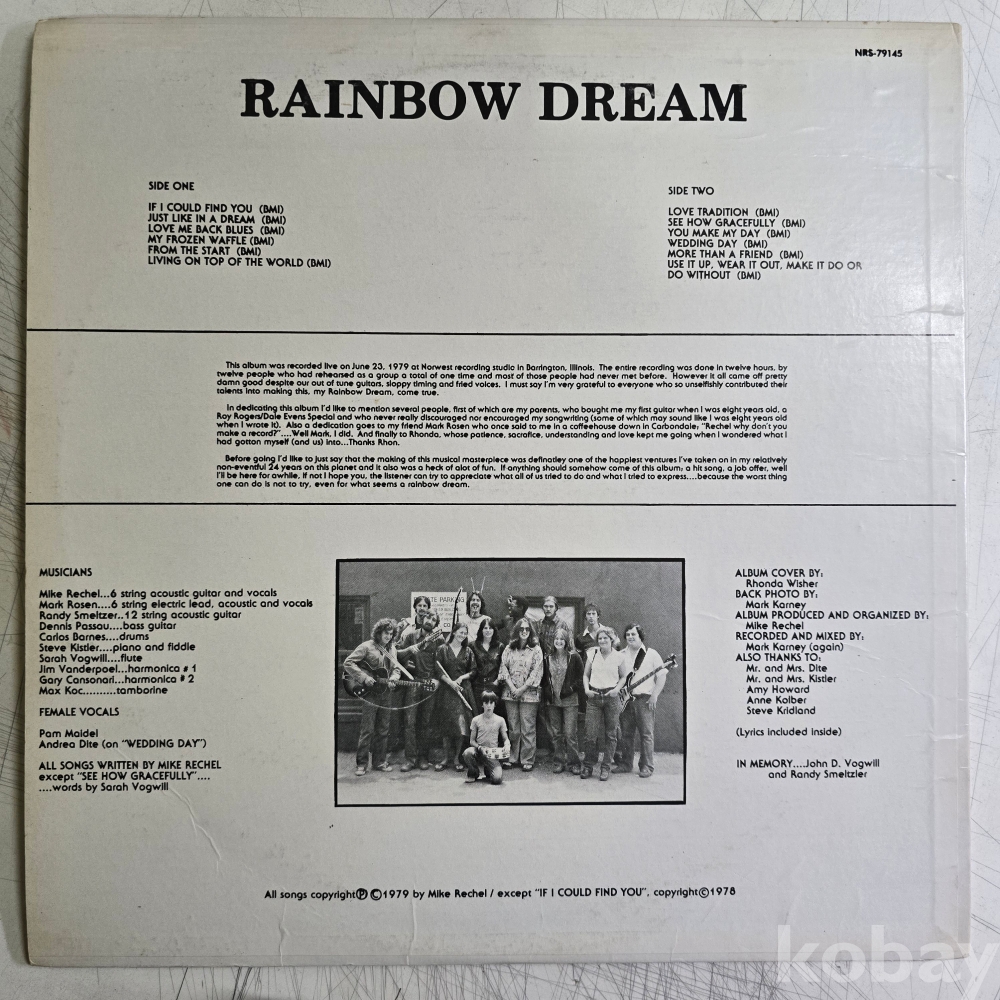 NRS-79145
RAINBOW DREAM
SIDE ONE
IF I COULD FIND YOU (BMI)
JUST LIKE IN A DREAM (BMI)
LOVE ME BACK BLUES (BMI)
MY FROZEN WAFFLE (BMI)
FROM THE START (BMI)
LIVING ON TOP OF THE WORLD (BMI)
SIDE TWO
LOVE TRADITION (BMI)
SEE HOW GRACEFULLY (BMI)
YOU MAKE MY DAY (BMI)
WEDDING DAY (BMI)
MORE THAN A FRIEND (BMI)
USE IT UP, WEAR IT OUT, MAKE IT DO OR
DO WITHOUT (BMI)
This album was recorded live on June 23, 1979 at Norwest recording studio in Barrington, Illinois. The entire recording was done in twelve hours, by
twelve people who had rehearsed as a group a total of one time and most of those people had never met before. However it all came off pretty
damn good despite our out of tune guitars, sloppy timing and fried voices. I must say I'm very grateful to everyone who so unselfishly contributed their
talents into making this, my Rainbow Dream, come true.
In dedicating this album I'd like to mention several people, first of which are my parents, who bought me my first guitar when I was eight years old, a
Roy Rogers/Dale Evens Special and who never really discouraged nor encouraged my songwriting (some of which may sound like I was eight years old
when I wrote it). Also a dedication goes to my friend Mark Rosen who once said to me in a coffeehouse down in Carbondale; "Rechel why don't you
make a record?"....Well Mark, I did. And finally to Rhonda, whose patience, sacrafice, understanding and love kept me going when I wondered what I
had gotton myself (and us) into...Thanks Rhon.
Before going I'd like to just say that the making of this musical masterpiece was definatley one of the happiest ventures I've taken on in my relatively
non-eventful 24 years on this planet and it also was a heck of alot of fun. If anything should somehow come of this album; a hit song, a job offer, well
I'll be here for awhile, if not I hope you, the listener can try to appreciate what all of us tried to do and what I tried to express....because the worst thing
one can do is not to try, even for what seems a rainbow dream.
MUSICIANS
Mike Rechel...6 string acoustic guitar and vocals
Mark Rosen....6 string electric lead, acoustic and vocals
Randy Smeltzer..12 string acoustic guitar
Dennis Passau....bass guitar
Carlos Barnes....drums
Steve Kistler....piano and fiddle
Sarah Vogwill....flute
Jim Vanderpoel...harmonica # 1
Gary Cansonari...harmonica # 2
Max Koc..........tamborine
FEMALE VOCALS
Pam Maidel
Andrea Dite (on "WEDDING DAY")
ALL SONGS WRITTEN BY MIKE RECHEL
except "SEE HOW GRACEFULLY"....
....words by Sarah Vogwill
ALBUM COVER BY:
Rhonda Wisher
BACK PHOTO BY:
Mark Karney
ALBUM PRODUCED AND ORGANIZED BY:
Mike Rechel
RECORDED AND MIXED BY:
Mark Karney (again)
ALSO THANKS TO:
Mr. and Mrs. Dite
Mr. and Mrs. Kistler
Amy Howard
Anne Kolber
Steve Kridland
(Lyrics included inside)
IN MEMORY....John D. Vogwill
and Randy Smeltzler
All songs copyright Ⓟ ©1979 by Mike Rechel / except "IF I COULD FIND YOU", copyright©1978
kobay